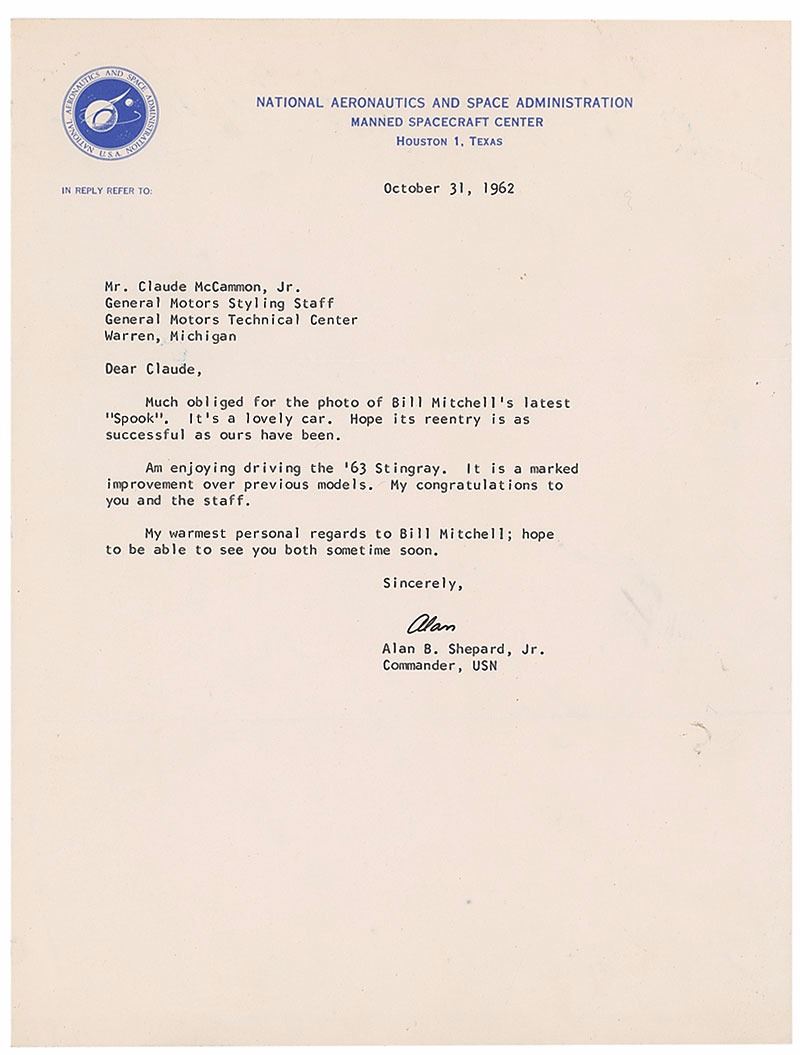 NATIONAL AERONAUTICS AND SPACE ADMINISTRATION
U.S.A.
NATIONAL AERONAUTICS AND SPACE ADMINISTRATION
MANNED SPACECRAFT CENTER
HOUSTON 1, TEXAS
IN REPLY REFER TO:
October 31, 1962
Mr. Claude McCammon, Jr.
General Motors Styling Staff
General Motors Technical Center
Warren, Michigan
Dear Claude,
Much obliged for the photo of Bill Mitchell's latest
"Spook". It's a lovely car. Hope its reentry is as
successful as ours have been.
Am enjoying driving the '63 Stingray. It is a marked
improvement over previous models. My congratulations to
you and the staff.
My warmest personal regards to Bill Mitchell; hope
to be able to see you both sometime soon.
Sincerely,
Alan
Alan B. Shepard, Jr.
Commander, USN